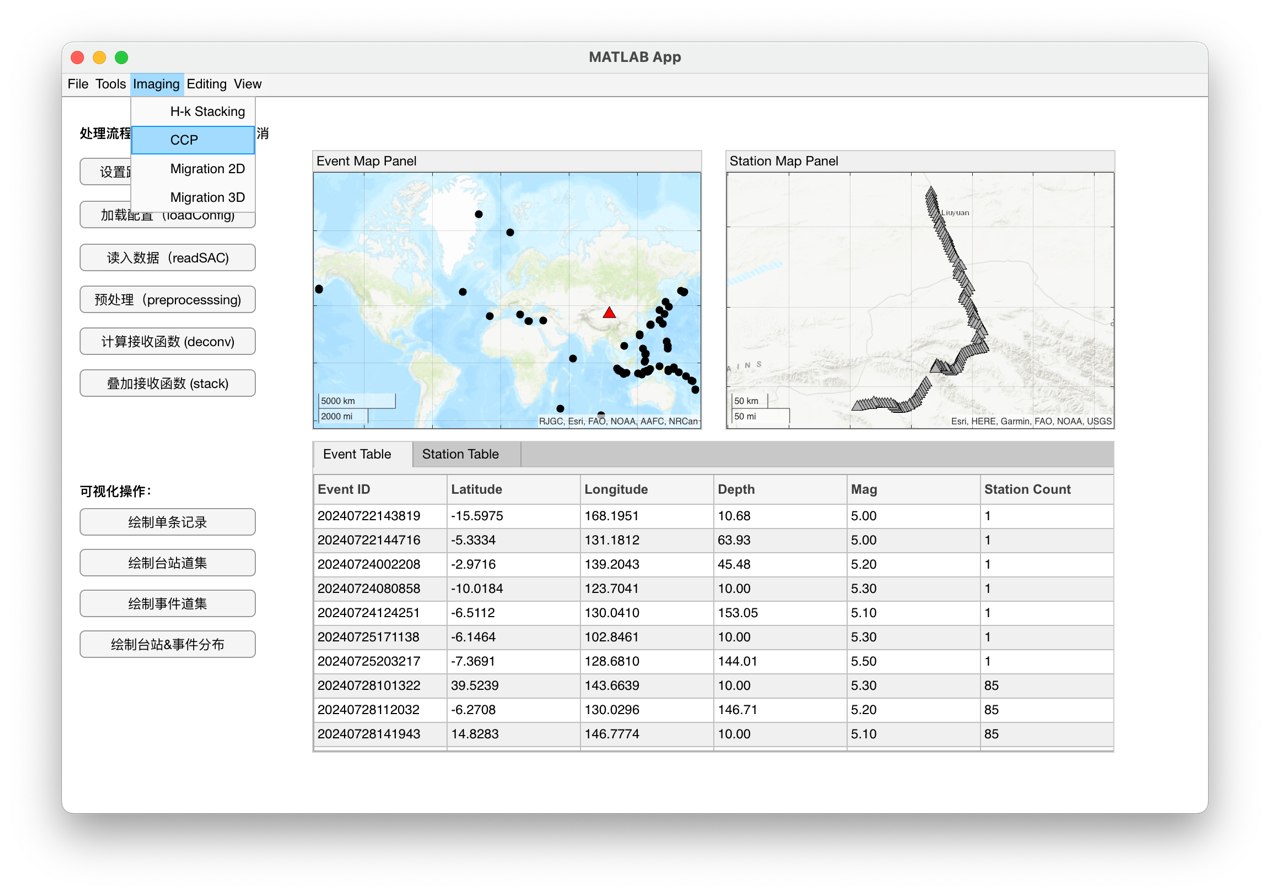 MATLAB App
File Tools Imaging Editing View
H-k Stacking
CCP
Migration 2D
Migration 3D
处理流程
消
设置
加载配置（loadConfig)
读入数据（readSAC)
预处理（preprocesssing)
计算接收函数 (deconv)
叠加接收函数 (stack)
可视化操作：
绘制单条记录
绘制台站道集
绘制事件道集
绘制台站&事件分布
Event Map Panel
5000 km
2000 mi
RJGC, Esri, FAO, NOAA, AAFC, NRCan
Station Map Panel
Liuyuan
A I N S
50 km
50 mi
Esri, HERE, Garmin, FAO, NOAA, USGS
Event Table Station Table
Event ID Latitude Longitude Depth Mag Station Count
20240722143819 -15.5975 168.1951 10.68 5.00 1
20240722144716 -5.3334 131.1812 63.93 5.00 1
20240724002208 -2.9716 139.2043 45.48 5.20 1
20240724080858 -10.0184 123.7041 10.00 5.30 1
20240724124251 -6.5112 130.0410 153.05 5.10 1
20240725171138 -6.1464 102.8461 10.00 5.30 1
20240725203217 -7.3691 128.6810 144.01 5.50 1
20240728101322 39.5239 143.6639 10.00 5.30 85
20240728112032 -6.2708 130.0296 146.71 5.20 85
20240728141943 14.8283 146.7774 10.00 5.10 85